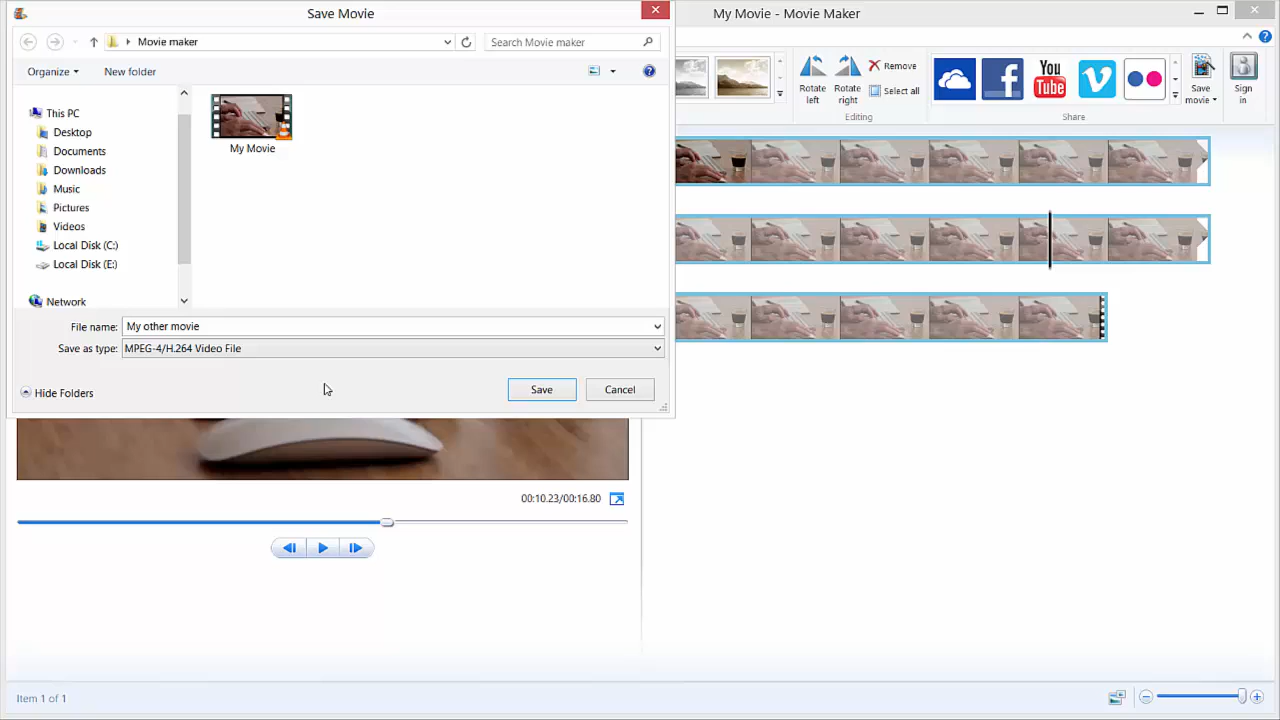 Save Movie
My Movie - Movie Maker
Movie maker
Search Movie maker
Organize
New folder
This PC
Desktop
Documents
Downloads
Music
Pictures
Videos
Local Disk (C:)
Local Disk (E:)
Network
My Movie
File name:
My other movie
Save as type:
MPEG-4/H.264 Video File
Hide Folders
Save
Cancel
Rotate
left
Rotate
right
Remove
Select all
Editing
You
Tube
Share
Save
movie
Sign
in
00:10.23/00:16.80
Item 1 of 1